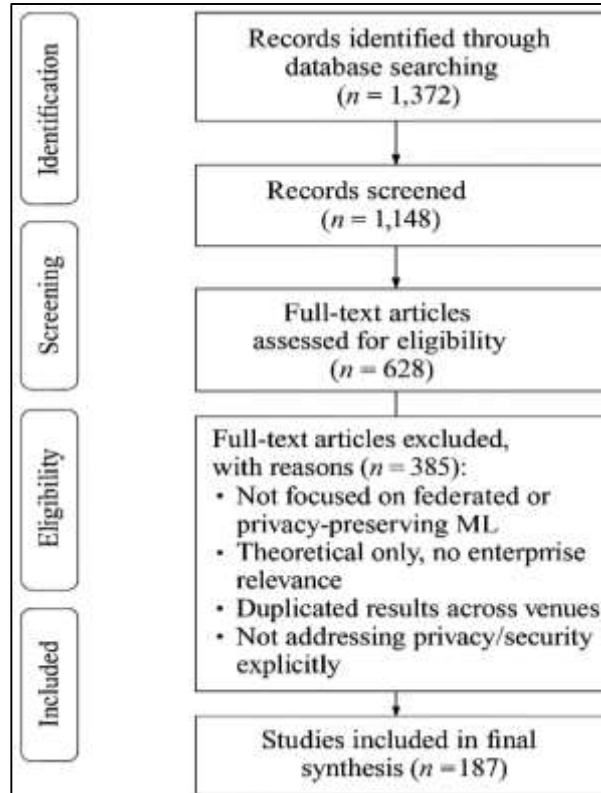 Identification
Records identified through
database searching
(n = 1,372)
Records screened
(n = 1,148)
Screening
Full-text articles
assessed for eligibility
(n = 628)
Eligibility
Full-text articles excluded,
with reasons (n = 385):
• Not focused on federated or
privacy-preserving ML
• Theoretical only, no enterprise
relevance
• Duplicated results across venues
• Not addressing privacy/security
explicitly
Included
Studies included in final
synthesis (n =187)